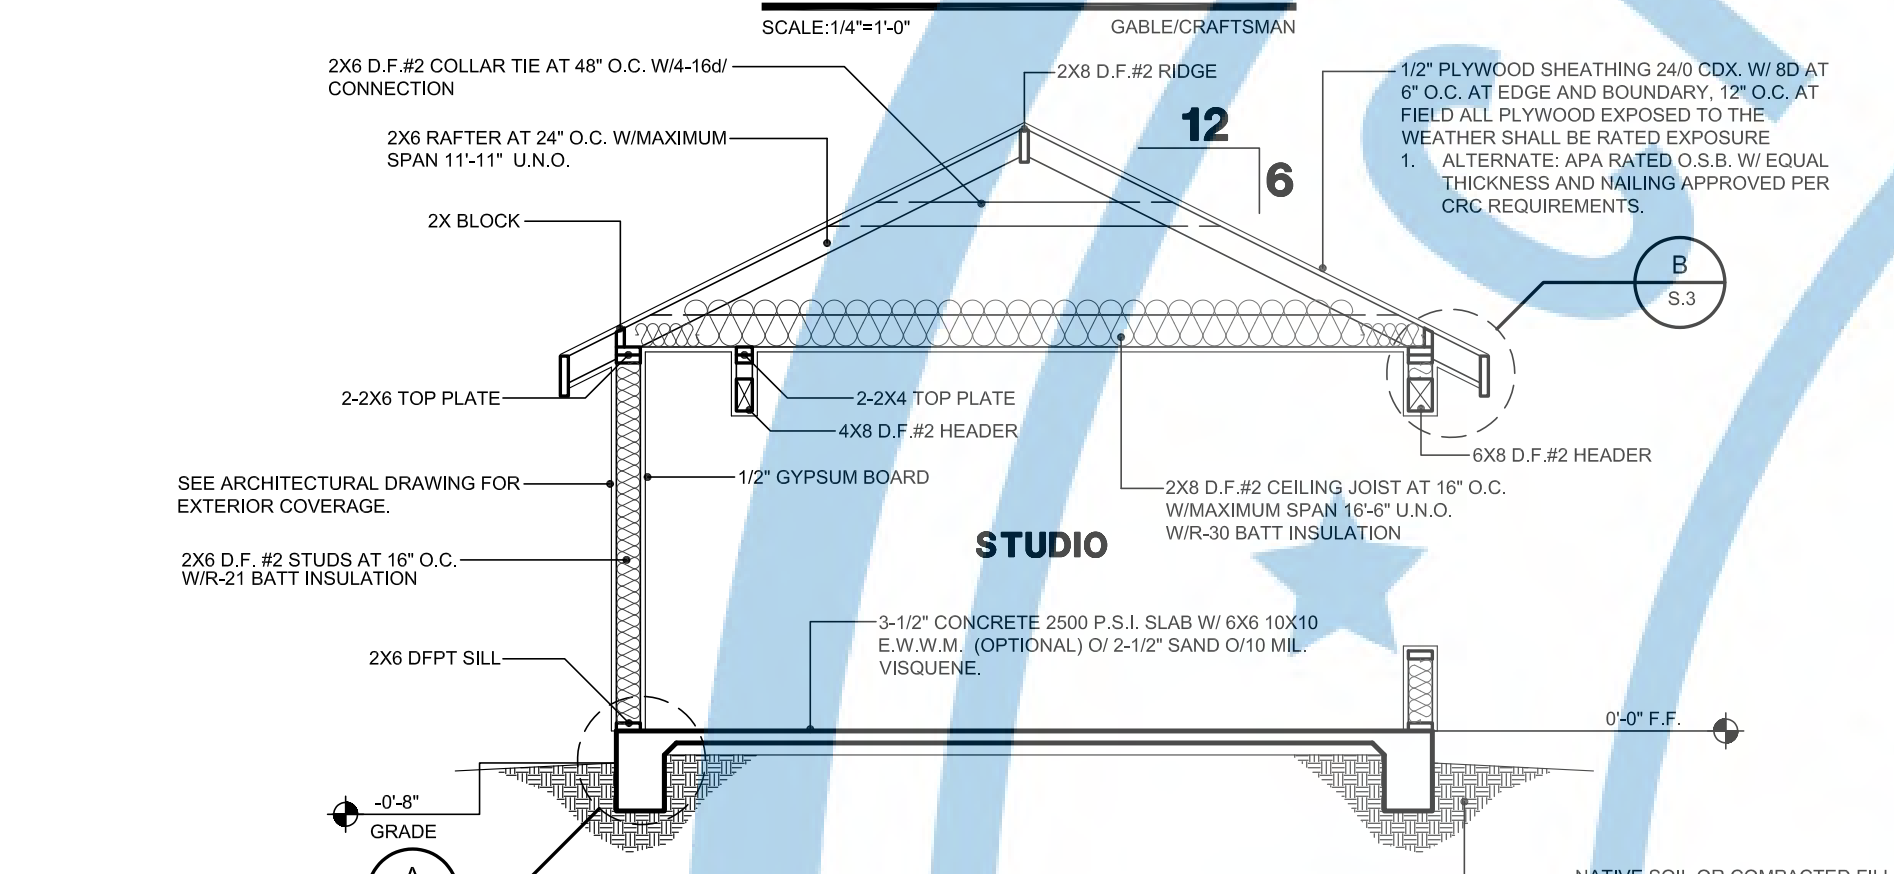 SCALE:1/4"=1'-0"
GABLE/CRAFTSMAN
2X6 D.F.#2 COLLAR TIE AT 48" O.C. W/4-16d/
CONNECTION
2X8 D.F.#2 RIDGE
1/2" PLYWOOD SHEATHING 24/0 CDX. W/ 8D AT
6" O.C. AT EDGE AND BOUNDARY, 12" O.C. AT
FIELD ALL PLYWOOD EXPOSED TO THE
WEATHER SHALL BE RATED EXPOSURE
1. ALTERNATE: APA RATED O.S.B. W/ EQUAL
THICKNESS AND NAILING APPROVED PER
CRC REQUIREMENTS.
12
6
2X6 RAFTER AT 24" O.C. W/MAXIMUM
SPAN 11'-11" U.N.O.
2X BLOCK
B
S.3
2-2X6 TOP PLATE
2-2X4 TOP PLATE
4X8 D.F.#2 HEADER
6X8 D.F.#2 HEADER
1/2" GYPSUM BOARD
SEE ARCHITECTURAL DRAWING FOR
EXTERIOR COVERAGE.
2X8 D.F.#2 CEILING JOIST AT 16" O.C.
W/MAXIMUM SPAN 16'-6" U.N.O.
W/R-30 BATT INSULATION
STUDIO
2X6 D.F. #2 STUDS AT 16" O.C.
W/R-21 BATT INSULATION
3-1/2" CONCRETE 2500 P.S.I. SLAB W/ 6X6 10X10
E.W.W.M. (OPTIONAL) O/ 2-1/2" SAND O/10 MIL.
VISQUENE.
2X6 DFPT SILL
0'-0" F.F.
-0'-8"
GRADE
A
NATIVE SOIL OR COMPACTED FILL